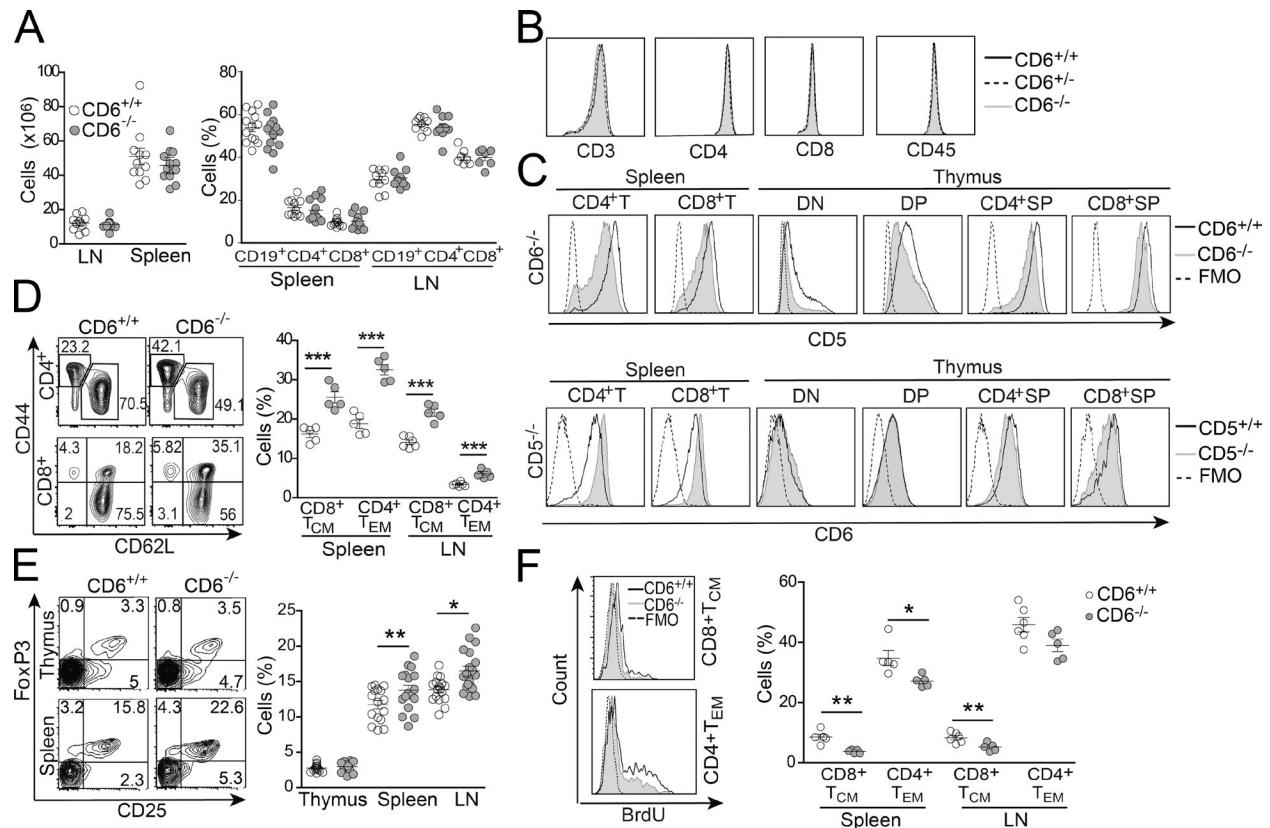 A
Cells (x10⁶)
100
80
60
40
20
0
CD6+/+
CD6-/-
LN Spleen
Cells (%)
80
60
40
20
0
CD19+ CD4+ CD8+ CD19+ CD4+ CD8+
Spleen LN
B
CD3 CD4 CD8 CD45
CD6+/+
CD6+/-
CD6-/-
C
Spleen Thymus
CD4+T CD8+T DN DP CD4+SP CD8+SP
CD6-/-
CD6+/+
CD6-/-
FMO
CD5
Spleen Thymus
CD4+T CD8+T DN DP CD4+SP CD8+SP
CD5-/-
CD5+/+
CD5-/-
FMO
CD6
D
CD6+/+ CD6-/-
CD44
CD4+
23.2 42.1
70.5 49.1
CD8+
4.3 18.2 5.82 35.1
2 75.5 3.1 56
CD62L
Cells (%)
40
30
20
10
0
*** *** *** ***
CD8+ CD4+ CD8+ CD4+
TCM TEM TCM TEM
Spleen LN
E
CD6+/+ CD6-/-
FoxP3
Thymus
0.9 3.3 0.8 3.5
5 4.7
Spleen
3.2 15.8 4.3 22.6
2.3 5.3
CD25
Cells (%)
25
20
15
10
5
0
** *
Thymus Spleen LN
F
Count
CD6+/+
CD6-/-
FMO
CD8+TCM
CD4+TEM
BrdU
Cells (%)
60
40
20
0
** * **
CD6+/+
CD6-/-
CD8+ CD4+ CD8+ CD4+
TCM TEM TCM TEM
Spleen LN